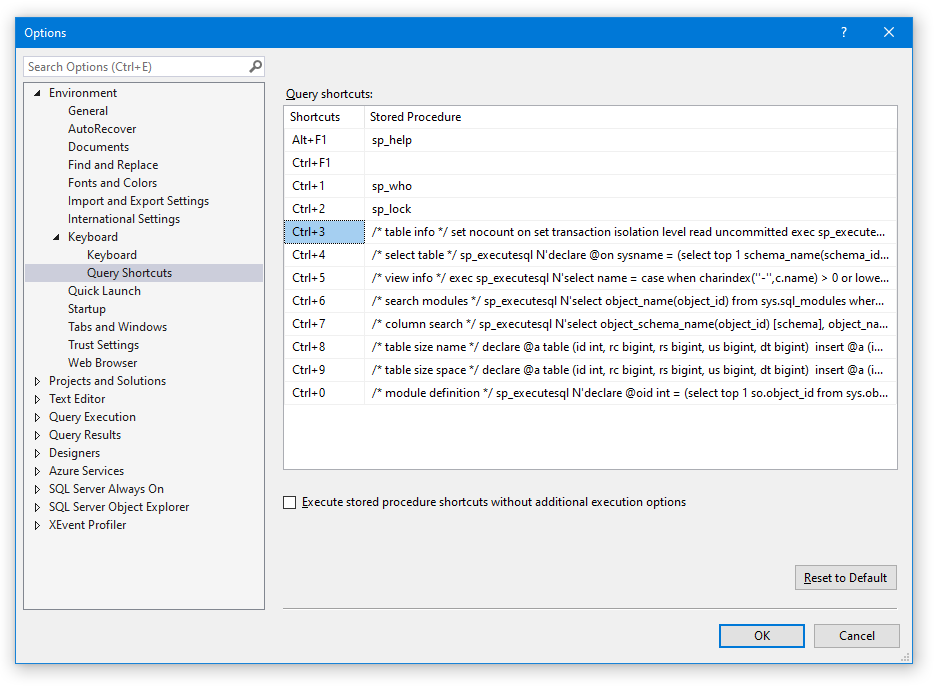 Options
?
Search Options (Ctrl+E)
Environment
General
AutoRecover
Documents
Find and Replace
Fonts and Colors
Import and Export Settings
International Settings
Keyboard
Keyboard
Query Shortcuts
Quick Launch
Startup
Tabs and Windows
Trust Settings
Web Browser
Projects and Solutions
Text Editor
Query Execution
Query Results
Designers
Azure Services
SQL Server Always On
SQL Server Object Explorer
XEvent Profiler
Query shortcuts:
Shortcuts Stored Procedure
Alt+F1 sp_help
Ctrl+F1
Ctrl+1 sp_who
Ctrl+2 sp_lock
Ctrl+3 /* table info */ set nocount on set transaction isolation level read uncommitted exec sp_execute...
Ctrl+4 /* select table */ sp_executesql N'declare @on sysname = (select top 1 schema_name(schema_id...
Ctrl+5 /* view info */ exec sp_executesql N'select name = case when charindex(''-'',c.name) > 0 or lowe...
Ctrl+6 /* search modules */ sp_executesql N'select object_name(object_id) from sys.sql_modules wher...
Ctrl+7 /* column search */ sp_executesql N'select object_schema_name(object_id) [schema], object_na...
Ctrl+8 /* table size name */ declare @a table (id int, rc bigint, rs bigint, us bigint, dt bigint)  insert @a (i...
Ctrl+9 /* table size space */ declare @a table (id int, rc bigint, rs bigint, us bigint, dt bigint)  insert @a (i...
Ctrl+0 /* module definition */ sp_executesql N'declare @oid int = (select top 1 so.object_id from sys.ob...
Execute stored procedure shortcuts without additional execution options
Reset to Default
OK
Cancel